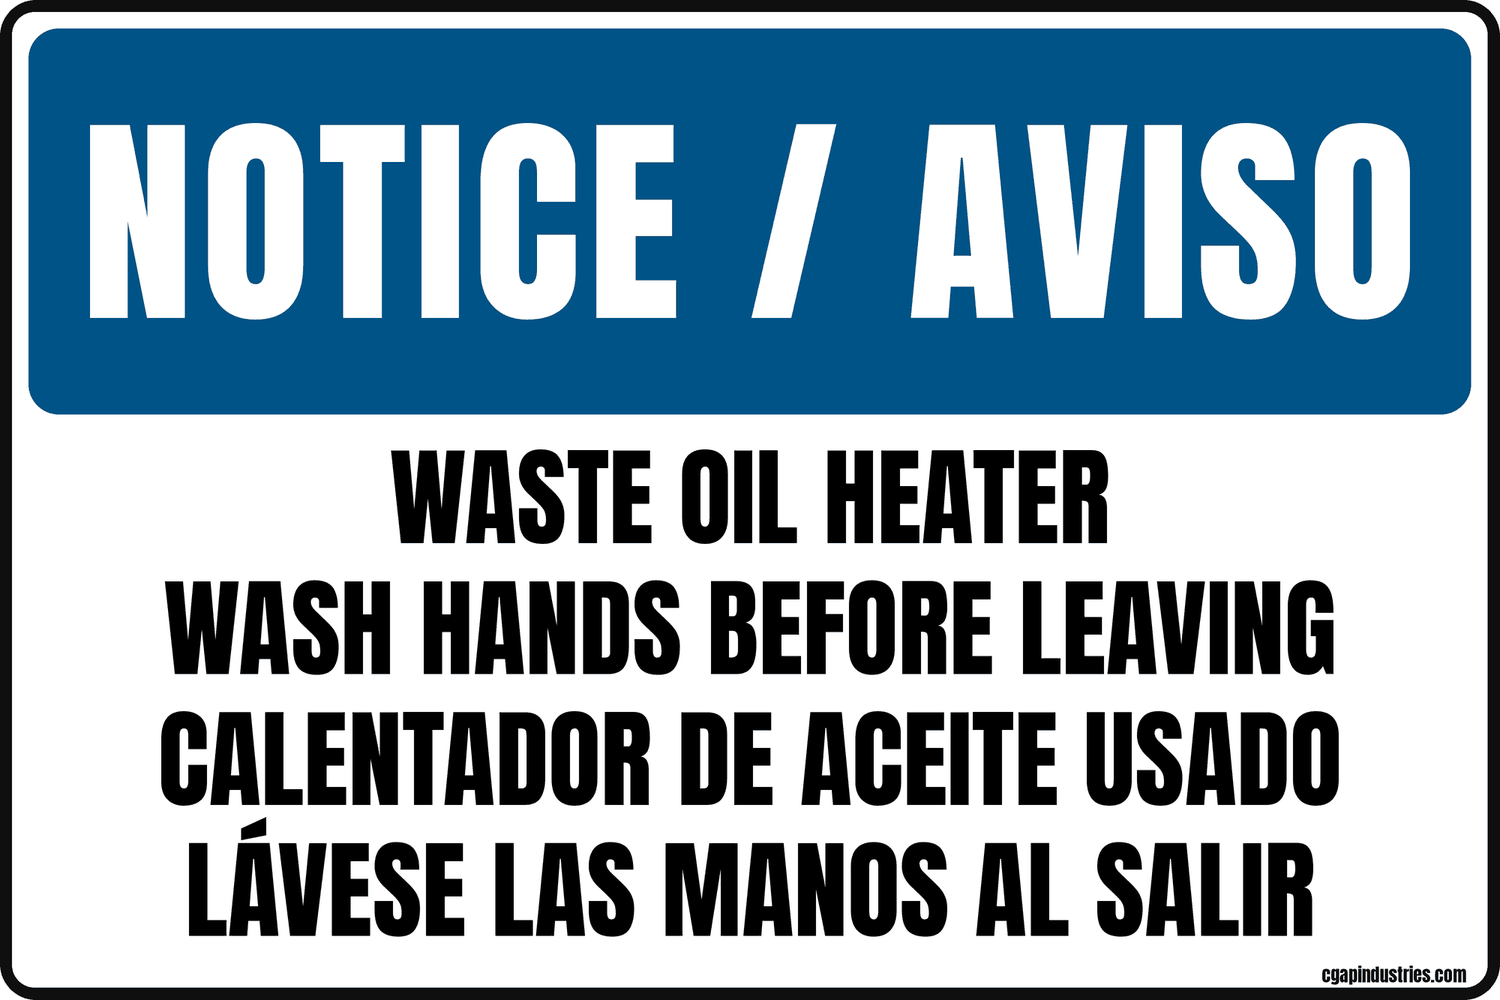 NOTICE / AVISO
WASTE OIL HEATER
WASH HANDS BEFORE LEAVING
CALENTADOR DE ACEITE USADO
LÁVESE LAS MANOS AL SALIR
cgapindustries.com